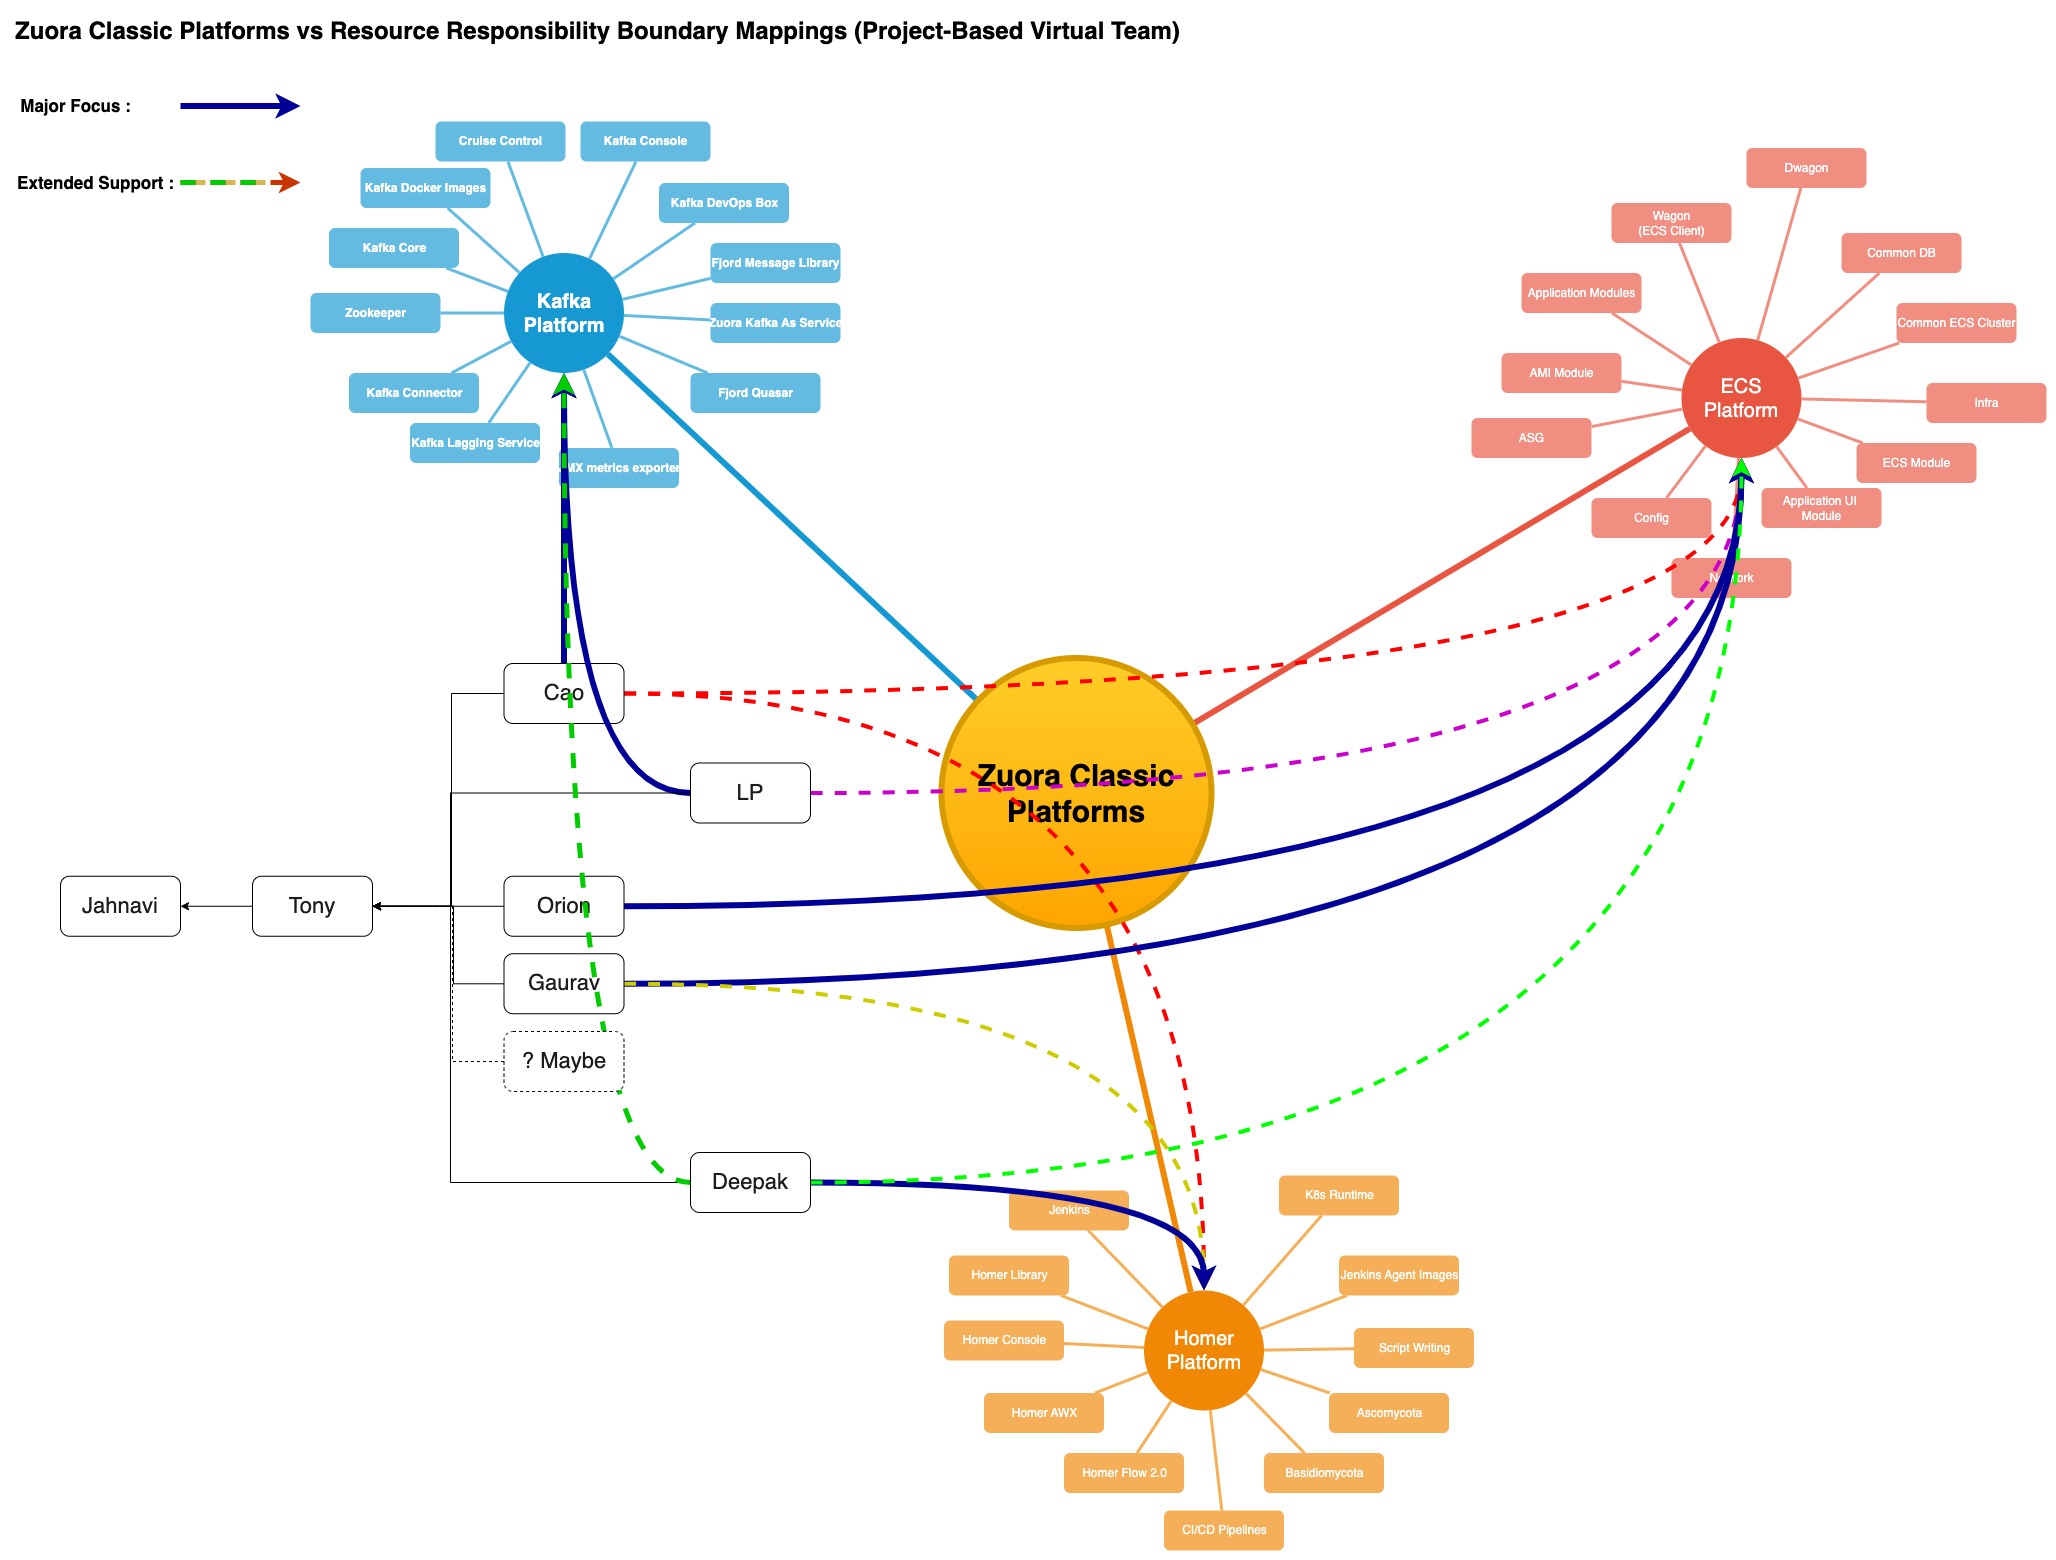 Zuora Classic Platforms vs Resource Responsibility Boundary Mappings (Project-Based Virtual Team)
Major Focus :
Extended Support :
Cruise Control
Kafka Console
Kafka Docker Images
Kafka DevOps Box
Kafka Core
Fjord Message Library
Zookeeper
Kafka
Platform
Zuora Kafka As Service
Kafka Connector
Fjord Quasar
Kafka Lagging Service
MX metrics exporter
Dwagon
Wagon
(ECS Client)
Common DB
Application Modules
Common ECS Cluster
AMI Module
ECS
Platform
Infra
ASG
ECS Module
Config
Application UI
Module
Cao
LP
Zuora Classic
Platforms
Jahnavi
Tony
Orion
Gaurav
? Maybe
Deepak
Jenkins
K8s Runtime
Homer Library
Jenkins Agent Images
Homer Console
Homer
Platform
Script Writing
Homer AWX
Ascomycota
Homer Flow 2.0
Basidiomycota
CI/CD Pipelines